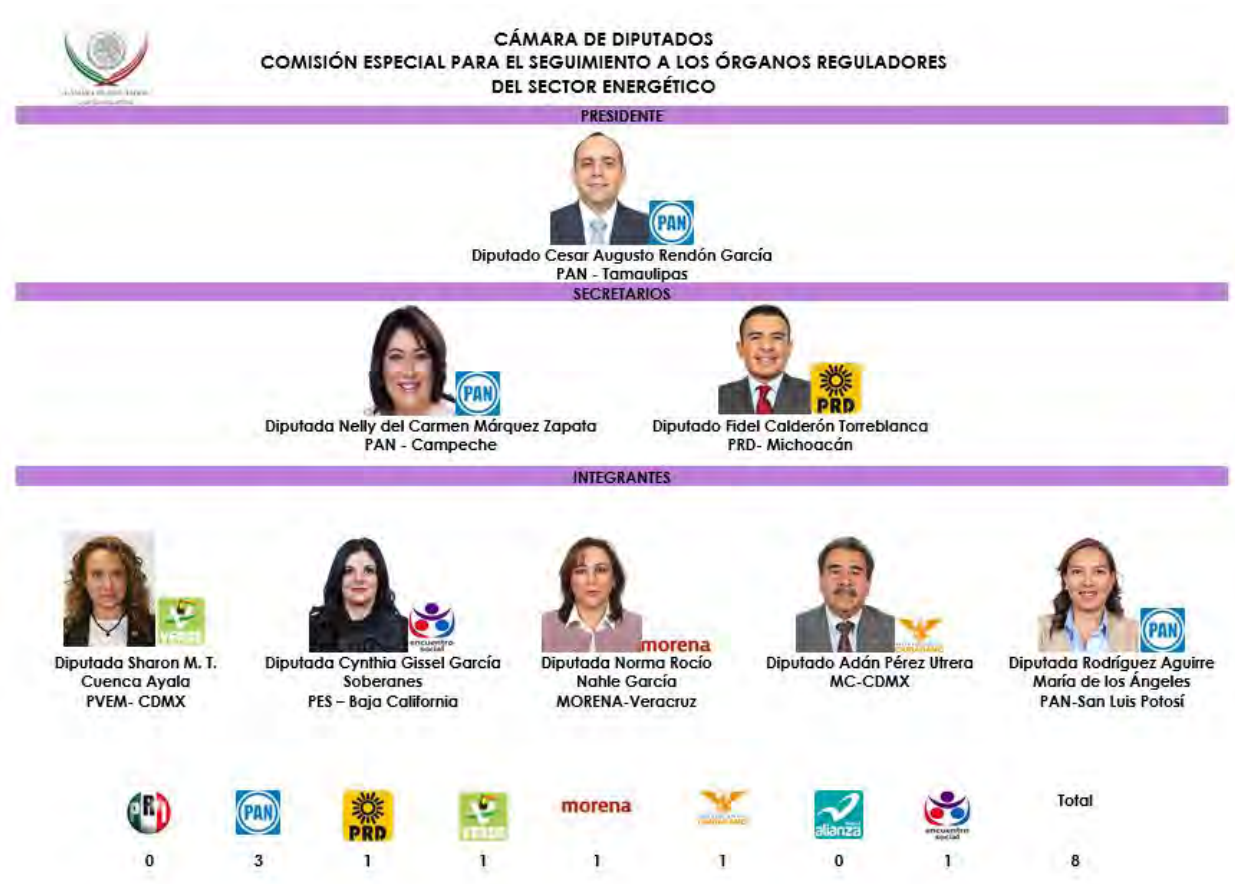 CÁMARA DE DIPUTADOS
COMISIÓN ESPECIAL PARA EL SEGUIMIENTO A LOS ÓRGANOS REGULADORES
DEL SECTOR ENERGÉTICO
CÁMARA DE DIPUTADOS
PRESIDENTE
PAN
Diputado Cesar Augusto Rendón García
PAN - Tamaulipas
SECRETARIOS
PAN
PRD
Diputada Nelly del Carmen Márquez Zapata
PAN - Campeche
Diputado Fidel Calderón Torreblanca
PRD- Michoacán
INTEGRANTES
VERDE
encuentro
social
morena
CIUDADANO
PAN
Diputada Sharon M. T.
Cuenca Ayala
PVEM- CDMX
Diputada Cynthia Gissel García
Soberanes
PES – Baja California
Diputada Norma Rocío
Nahle García
MORENA-Veracruz
Diputado Adán Pérez Utrera
MC-CDMX
Diputada Rodríguez Aguirre
María de los Ángeles
PAN-San Luis Potosí
PRI
PAN
PRD
VERDE
morena
alianza
encuentro
social
Total
0 3 1 1 1 1 0 1 8